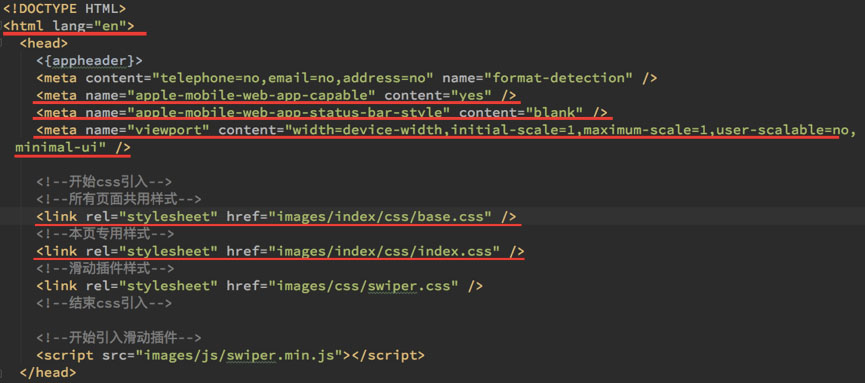 <!DOCTYPE HTML>
<html lang="en">
<head>
<{appheader}>
<meta content="telephone=no,email=no,address=no" name="format-detection" />
<meta name="apple-mobile-web-app-capable" content="yes" />
<meta name="apple-mobile-web-app-status-bar-style" content="blank" />
<meta name="viewport" content="width=device-width,initial-scale=1,maximum-scale=1,user-scalable=no,
minimal-ui" />
<!--开始css引入-->
<!--所有页面共用样式-->
<link rel="stylesheet" href="images/index/css/base.css" />
<!--本页专用样式-->
<link rel="stylesheet" href="images/index/css/index.css" />
<!--滑动插件样式-->
<link rel="stylesheet" href="images/css/swiper.css" />
<!--结束css引入-->
<!--开始引入滑动插件-->
<script src="images/js/swiper.min.js"></script>
</head>